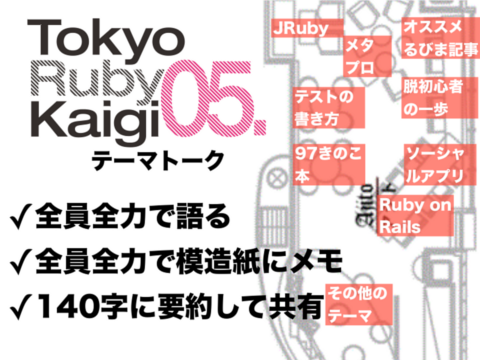 Tokyo
Ruby
Kaigi 05.
テーマトーク
✓全員全力で語る
✓全員全力で模造紙にメモ
✓140字に要約して共有
JRuby
メタ
プロ
オススメ
るびま記事
テストの
書き方
脱初心者
の一歩
97きのこ
本
ソーシャ
ルアプリ
Ajito
Ruby on
Rails
その他の
テーマ